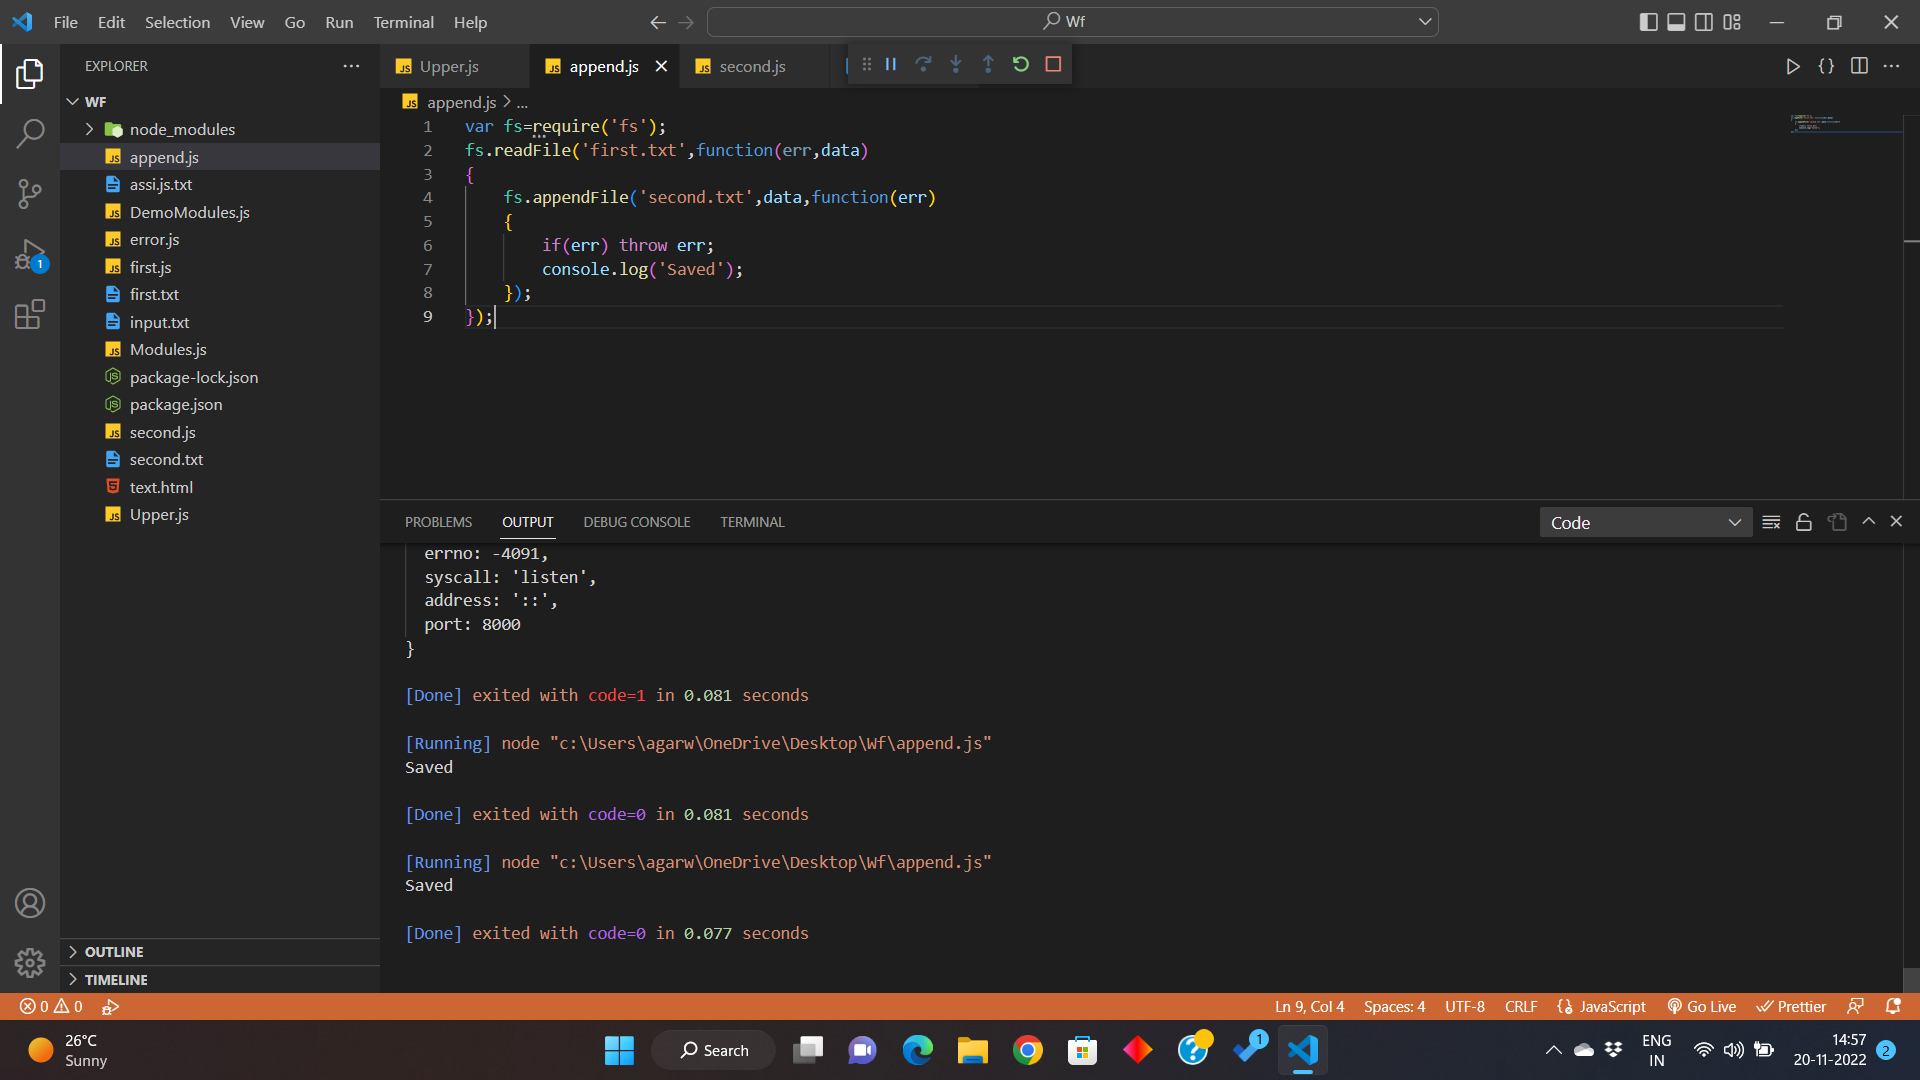 File Edit Selection View Go Run Terminal Help
Wf
EXPLORER
WF
node_modules
append.js
assi.js.txt
DemoModules.js
error.js
first.js
first.txt
input.txt
Modules.js
package-lock.json
package.json
second.js
second.txt
text.html
Upper.js
OUTLINE
TIMELINE
1
Upper.js append.js second.js
append.js > ...
1 var fs=require('fs');
2 fs.readFile('first.txt',function(err,data)
3 {
4 fs.appendFile('second.txt',data,function(err)
5 {
6 if(err) throw err;
7 console.log('Saved');
8 });
9 });
PROBLEMS OUTPUT DEBUG CONSOLE TERMINAL Code
errno: -4091,
syscall: 'listen',
address: '::',
port: 8000
}
[Done] exited with code=1 in 0.081 seconds
[Running] node "c:\Users\agarw\OneDrive\Desktop\Wf\append.js"
Saved
[Done] exited with code=0 in 0.081 seconds
[Running] node "c:\Users\agarw\OneDrive\Desktop\Wf\append.js"
Saved
[Done] exited with code=0 in 0.077 seconds
0 0 Ln 9, Col 4 Spaces: 4 UTF-8 CRLF JavaScript Go Live Prettier
26°C
Sunny
Search
1
ENG
IN
14:57
20-11-2022
2